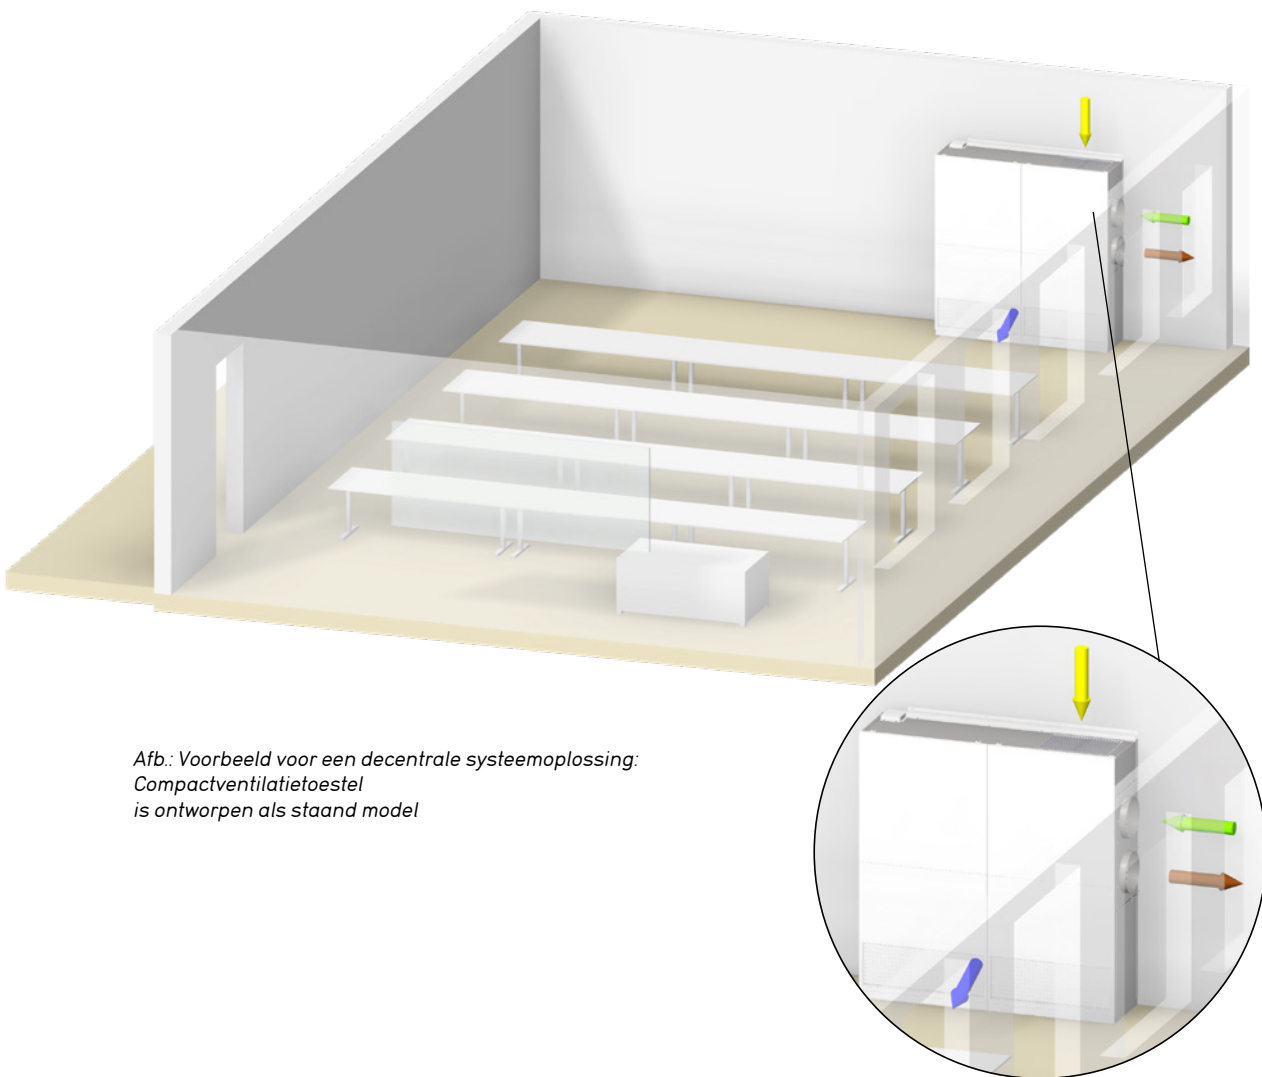 Afb.: Voorbeeld voor een decentrale systeemoplossing:
Compactventilatietoestel
is ontworpen als staand model